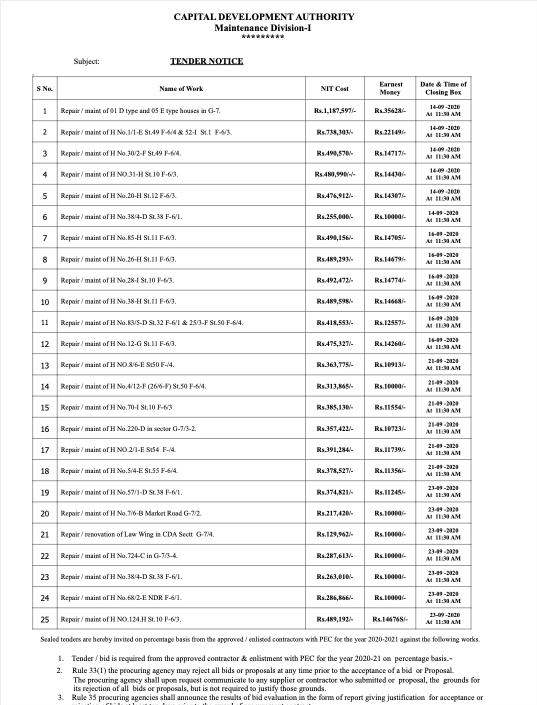 CAPITAL DEVELOPMENT AUTHORITY
Maintenance Division-I
*********
Subject: TENDER NOTICE
S No. Name of Work NIT Cost Earnest Money Date & Time of Closing Box
1 Repair / maint of 01 D type and 05 E type houses in G-7. Rs.1,187,597/- Rs.35628/- 14-09 -2020 At 11:30 AM
2 Repair / maint of H No.1/1-E St.49 F-6/4 & 52-I St.1 F-6/3. Rs.738,303/- Rs.22149/- 14-09 -2020 At 11:30 AM
3 Repair / maint of H No.30/2-F St.49 F-6/4. Rs.490,570/- Rs.14717/- 14-09 -2020 At 11:30 AM
4 Repair / maint of H NO.31-H St.10 F-6/3. Rs.480,990/-/- Rs.14430/- 14-09 -2020 At 11:30 AM
5 Repair / maint of H No.20-H St.12 F-6/3. Rs.476,912/- Rs.14307/- 14-09 -2020 At 11:30 AM
6 Repair / maint of H No.38/4-D St.38 F-6/1. Rs.255,000/- Rs.10000/- 14-09 -2020 At 11:30 AM
7 Repair / maint of H No.85-H St.11 F-6/3. Rs.490,156/- Rs.14705/- 16-09 -2020 At 11:30 AM
8 Repair / maint of H No.26-H St.11 F-6/3. Rs.489,293/- Rs.14679/- 16-09 -2020 At 11:30 AM
9 Repair / maint of H No.28-I St.10 F-6/3. Rs.492,472/- Rs.14774/- 16-09 -2020 At 11:30 AM
10 Repair / maint of H No.38-H St.11 F-6/3. Rs.489,598/- Rs.14668/- 16-09 -2020 At 11:30 AM
11 Repair / maint of H No.83/5-D St.32 F-6/1 & 25/3-F St.50 F-6/4. Rs.418,553/- Rs.12557/- 16-09 -2020 At 11:30 AM
12 Repair / maint of H No.12-G St.11 F-6/3. Rs.475,327/- Rs.14260/- 16-09 -2020 At 11:30 AM
13 Repair / maint of H NO.8/6-E St50 F-/4. Rs.363,775/- Rs.10913/- 21-09 -2020 At 11:30 AM
14 Repair / maint of H No.4/12-F (26/6-F) St.50 F-6/4. Rs.313,865/- Rs.10000/- 21-09 -2020 At 11:30 AM
15 Repair / maint of H No.70-I St.10 F-6/3 Rs.385,130/- Rs.11554/- 21-09 -2020 At 11:30 AM
16 Repair / maint of H No.220-D in sector G-7/3-2. Rs.357,422/- Rs.10723/- 21-09 -2020 At 11:30 AM
17 Repair / maint of H NO.2/1-E St54 F-/4. Rs.391,284/- Rs.11739/- 21-09 -2020 At 11:30 AM
18 Repair / maint of H No.5/4-E St.55 F-6/4. Rs.378,527/- Rs.11356/- 21-09 -2020 At 11:30 AM
19 Repair / maint of H No.57/1-D St.38 F-6/1. Rs.374,821/- Rs.11245/- 23-09 -2020 At 11:30 AM
20 Repair / maint of H No.7/6-B Market Road G-7/2. Rs.217,420/- Rs.10000/- 23-09 -2020 At 11:30 AM
21 Repair / renovation of Law Wing in CDA Sectt G-7/4. Rs.129,962/- Rs.10000/- 23-09 -2020 At 11:30 AM
22 Repair / maint of H No.724-C in G-7/3-4. Rs.287,613/- Rs.10000/- 23-09 -2020 At 11:30 AM
23 Repair / maint of H No.38/4-D St.38 F-6/1. Rs.263,010/- Rs.10000/- 23-09 -2020 At 11:30 AM
24 Repair / maint of H No.68/2-E NDR F-6/1. Rs.286,866/- Rs.10000/- 23-09 -2020 At 11:30 AM
25 Repair / maint of H NO.124.H St.10 F-6/3. Rs.489,192/- Rs.14676S/- 23-09 -2020 At 11:30 AM
Sealed tenders are hereby invited on percentage basis from the approved / enlisted contractors with PEC for the year 2020-2021 against the following works.
1. Tender / bid is required from the approved contractor & enlistment with PEC for the year 2020-21 on percentage basis.-
2. Rule 33(1) the procuring agency may reject all bids or proposals at any time prior to the acceptance of a bid or Proposal.
The procuring agency shall upon request communicate to any supplier or contractor who submitted or proposal, the grounds for
its rejection of all bids or proposals, but is not required to justify those grounds.
3. Rule 35 procuring agencies shall announce the results of bid evaluation in the form of report giving justification for acceptance or